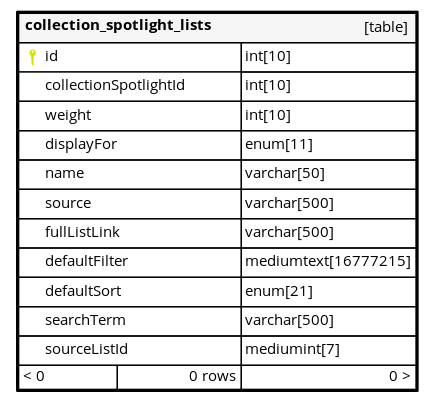 collection_spotlight_lists [table]
id int[10]
collectionSpotlightId int[10]
weight int[10]
displayFor enum[11]
name varchar[50]
source varchar[500]
fullListLink varchar[500]
defaultFilter mediumtext[16777215]
defaultSort enum[21]
searchTerm varchar[500]
sourceListId mediumint[7]
< 0 0 rows 0 >